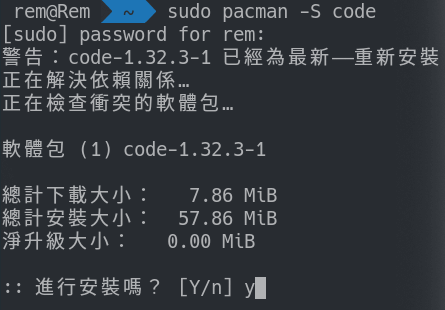 rem@Rem ~ sudo pacman -S code
[sudo] password for rem:
警告：code-1.32.3-1 已經為最新——重新安裝
正在解決依賴關係…
正在檢查衝突的軟體包…
軟體包 (1) code-1.32.3-1
總計下載大小： 7.86 MiB
總計安裝大小： 57.86 MiB
淨升級大小： 0.00 MiB
:: 進行安裝嗎？ [Y/n] y